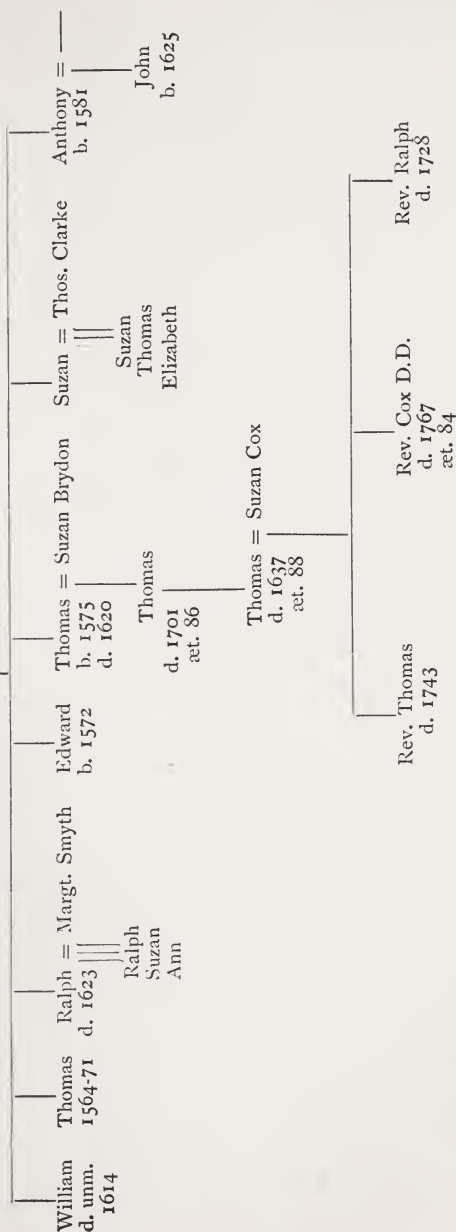 William
d. unm.
1614
Thomas
1564-71
Ralph = Margt. Smyth
d. 1623
Ralph
Suzan
Ann
Edward
b. 1572
Thomas = Suzan Brydon
b. 1575
d. 1620
Suzan = Thos. Clarke
Suzan
Thomas
Elizabeth
Anthony = —
b. 1581
John
b. 1625
Thomas
d. 1701
æt. 86
Thomas = Suzan Cox
d. 1637
æt. 88
Rev. Thomas
d. 1743
Rev. Cox D.D.
d. 1767
æt. 84
Rev. Ralph
d. 1728